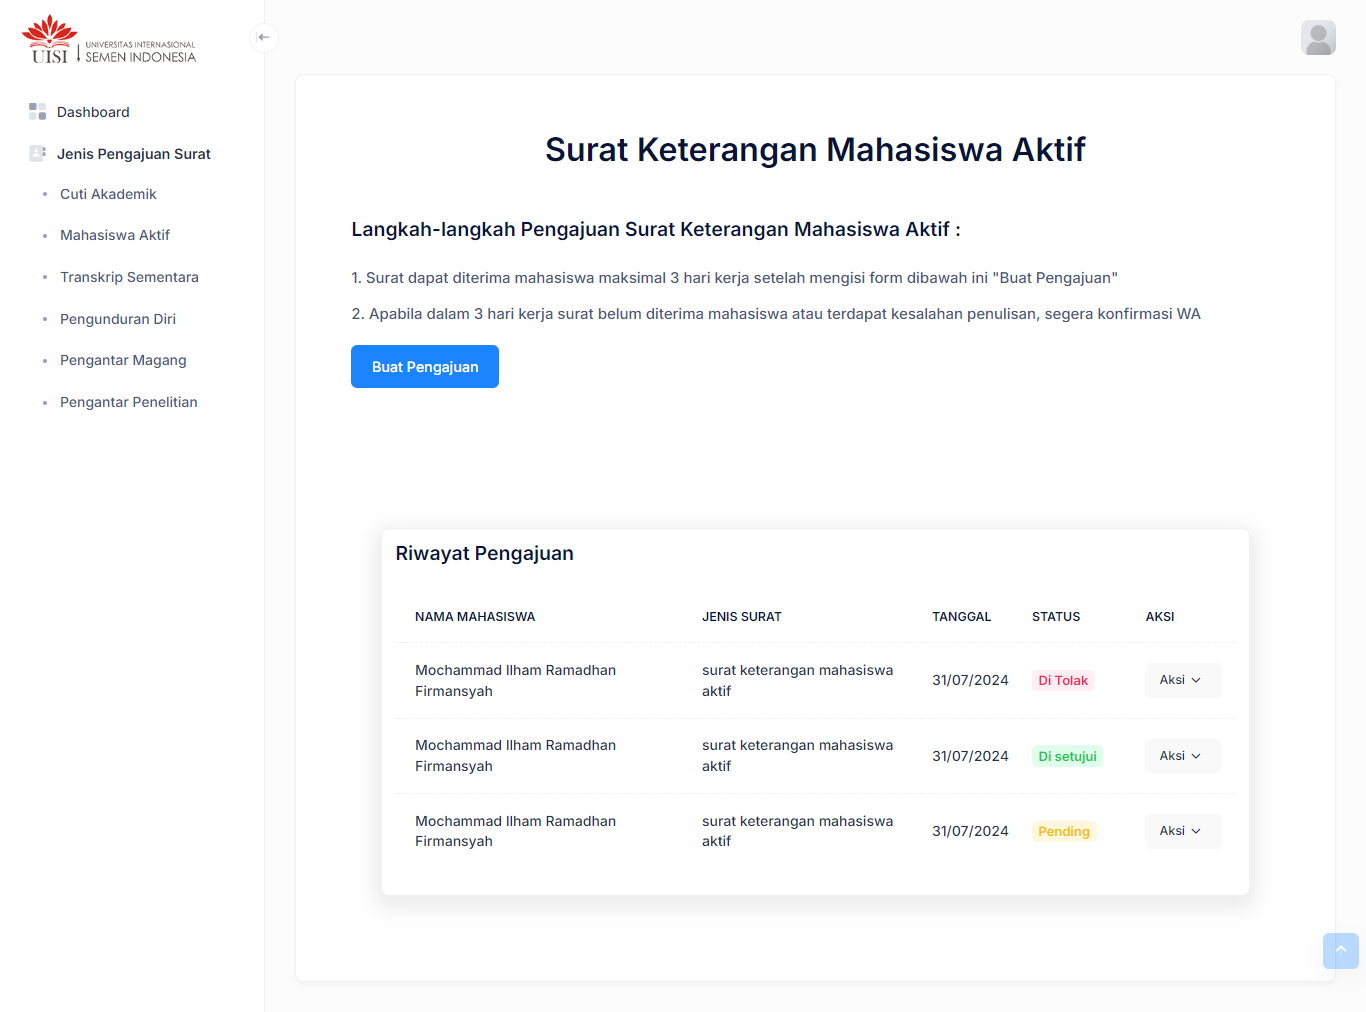 UISI
UNIVERSITAS INTERNASIONAL
SEMEN INDONESIA
Dashboard
Jenis Pengajuan Surat
Cuti Akademik
Mahasiswa Aktif
Transkrip Sementara
Pengunduran Diri
Pengantar Magang
Pengantar Penelitian
Surat Keterangan Mahasiswa Aktif
Langkah-langkah Pengajuan Surat Keterangan Mahasiswa Aktif :
1. Surat dapat diterima mahasiswa maksimal 3 hari kerja setelah mengisi form dibawah ini "Buat Pengajuan"
2. Apabila dalam 3 hari kerja surat belum diterima mahasiswa atau terdapat kesalahan penulisan, segera konfirmasi WA
Buat Pengajuan
Riwayat Pengajuan
NAMA MAHASISWA JENIS SURAT TANGGAL STATUS AKSI
Mochammad Ilham Ramadhan
Firmansyah
surat keterangan mahasiswa
aktif
31/07/2024 Di Tolak Aksi
Mochammad Ilham Ramadhan
Firmansyah
surat keterangan mahasiswa
aktif
31/07/2024 Di setujui Aksi
Mochammad Ilham Ramadhan
Firmansyah
surat keterangan mahasiswa
aktif
31/07/2024 Pending Aksi